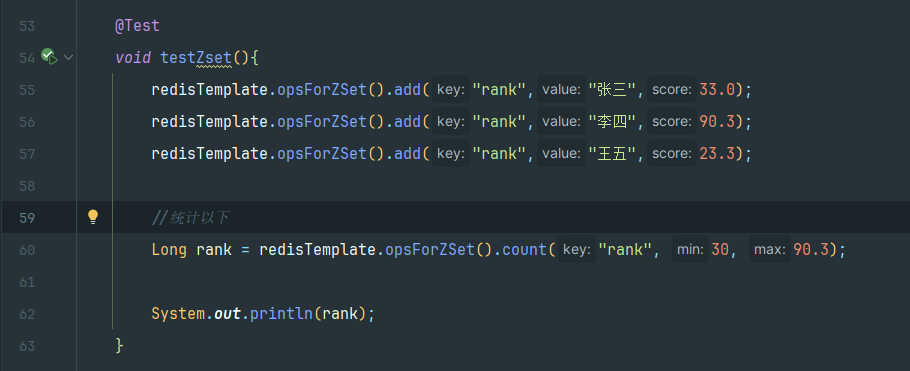 53 @Test
54 void testZset(){
55 redisTemplate.opsForZSet().add( key: "rank", value: "张三", score: 33.0);
56 redisTemplate.opsForZSet().add( key: "rank", value: "李四", score: 90.3);
57 redisTemplate.opsForZSet().add( key: "rank", value: "王五", score: 23.3);
58
59 //统计以下
60 Long rank = redisTemplate.opsForZSet().count( key: "rank", min: 30, max: 90.3);
61
62 System.out.println(rank);
63 }